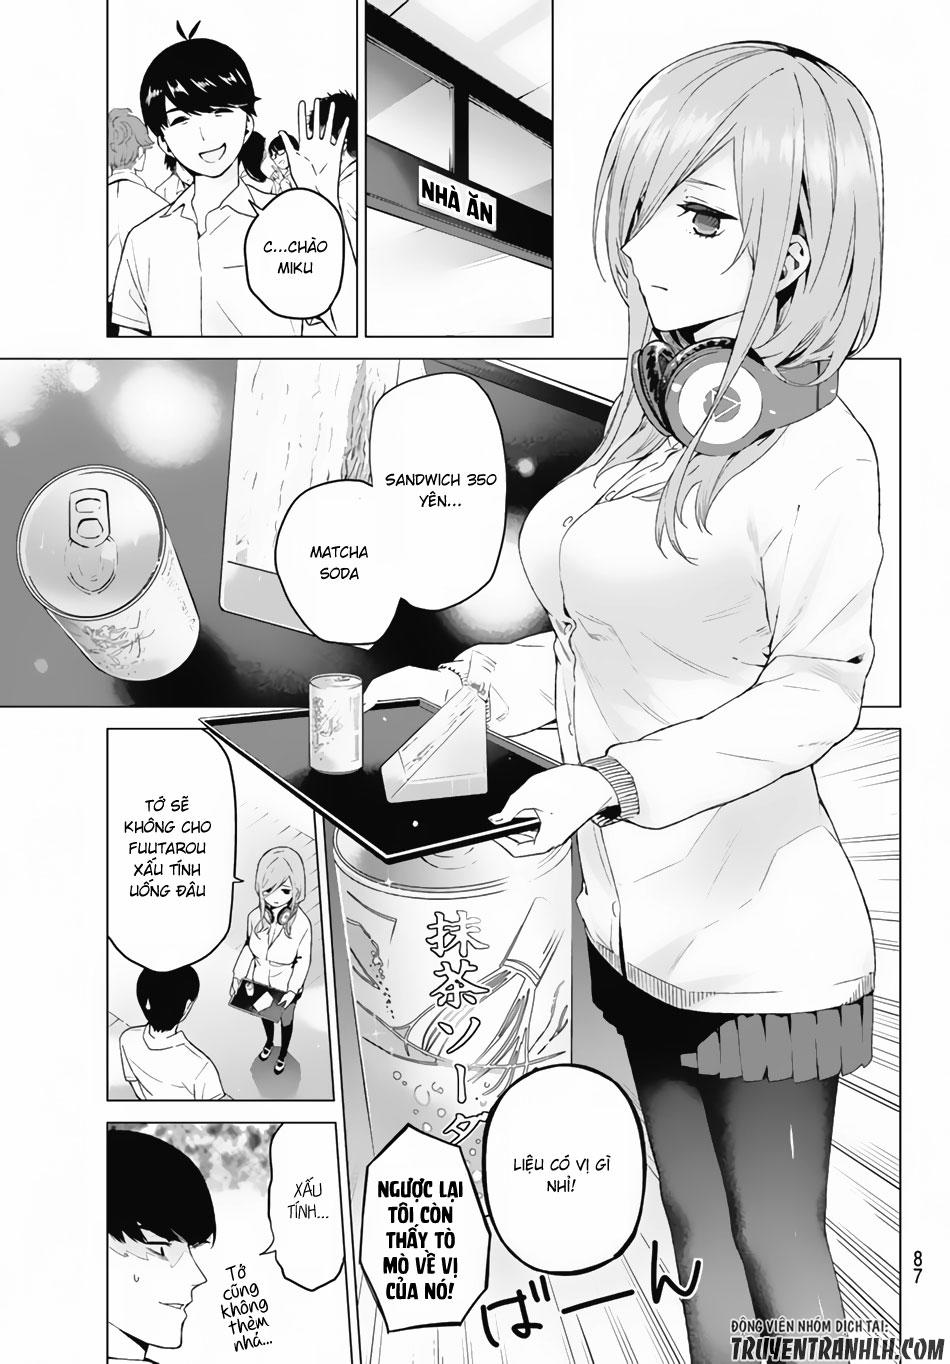 NHÀ ĂN
C...CHÀO
MIKU
SANDWICH 350
YÊN...
MATCHA
SODA
TỚ SẼ
KHÔNG CHO
FUUTAROU
XẤU TÍNH
UỐNG ĐÂU
抹茶ソーダ
LIỆU CÓ VỊ GÌ
NHỈ!
NGƯỢC LẠI
TÔI CÒN
THẤY TÒ
MÒ VỀ VỊ
CỦA NÓ!
ばーん
XẤU
TÍNH...
TỚ
CŨNG
KHÔNG
THÈM
NHÁ...
87
ĐỘNG VIÊN NHÓM DỊCH TẠI:
TRUYENTRANHLH.COM